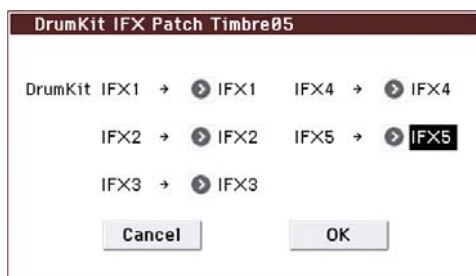 DrumKit IFX Patch Timbre05
DrumKit IFX1 → IFX1 IFX4 → IFX4
IFX2 → IFX2 IFX5 → IFX5
IFX3 → IFX3
Cancel OK